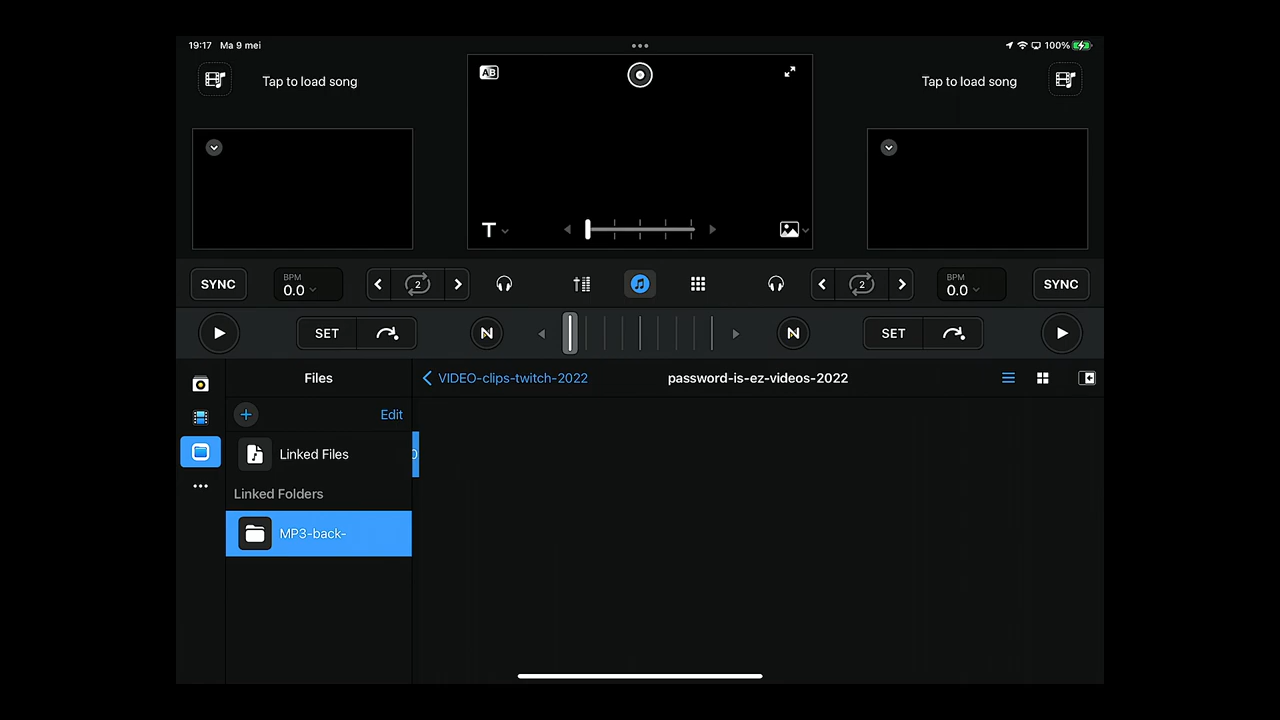 19:17 Ma 9 mei
100%
Tap to load song
AB
Tap to load song
T
SYNC
BPM
0.0
2
2
BPM
0.0
SYNC
SET
N
N
SET
Files
VIDEO-clips-twitch-2022
password-is-ez-videos-2022
Edit
Linked Files
Linked Folders
MP3-back-